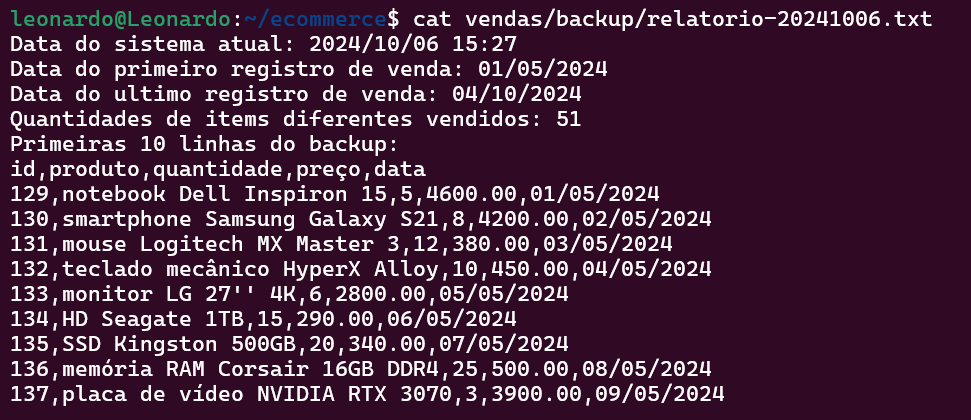 leonardo@Leonardo:~/ecommerce$ cat vendas/backup/relatorio-20241006.txt
Data do sistema atual: 2024/10/06 15:27
Data do primeiro registro de venda: 01/05/2024
Data do ultimo registro de venda: 04/10/2024
Quantidades de items diferentes vendidos: 51
Primeiras 10 linhas do backup:
id,produto,quantidade,preço,data
129,notebook Dell Inspiron 15,5,4600.00,01/05/2024
130,smartphone Samsung Galaxy S21,8,4200.00,02/05/2024
131,mouse Logitech MX Master 3,12,380.00,03/05/2024
132,teclado mecânico HyperX Alloy,10,450.00,04/05/2024
133,monitor LG 27'' 4K,6,2800.00,05/05/2024
134,HD Seagate 1TB,15,290.00,06/05/2024
135,SSD Kingston 500GB,20,340.00,07/05/2024
136,memória RAM Corsair 16GB DDR4,25,500.00,08/05/2024
137,placa de vídeo NVIDIA RTX 3070,3,3900.00,09/05/2024